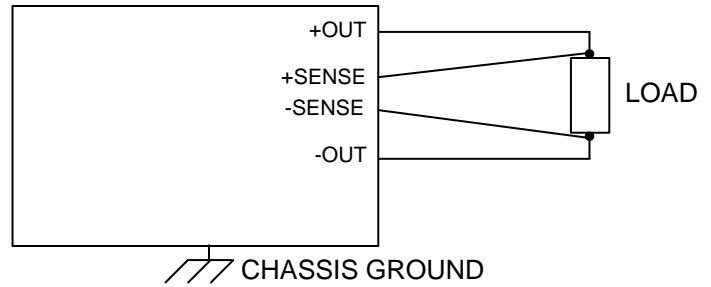 +OUT
+SENSE
-SENSE
-OUT
LOAD
CHASSIS GROUND